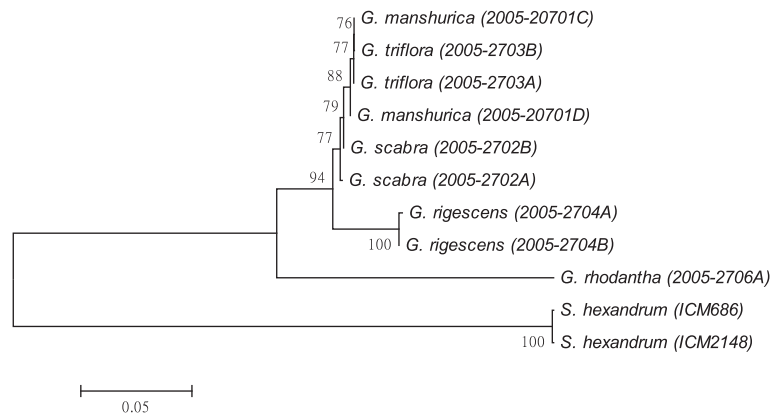 76
G. manshurica (2005-20701C)
77
G. triflora (2005-2703B)
88
G. triflora (2005-2703A)
79
G. manshurica (2005-20701D)
77
G. scabra (2005-2702B)
94
G. scabra (2005-2702A)
G. rigescens (2005-2704A)
100
G. rigescens (2005-2704B)
G. rhodantha (2005-2706A)
S. hexandrum (ICM686)
100
S. hexandrum (ICM2148)
0.05